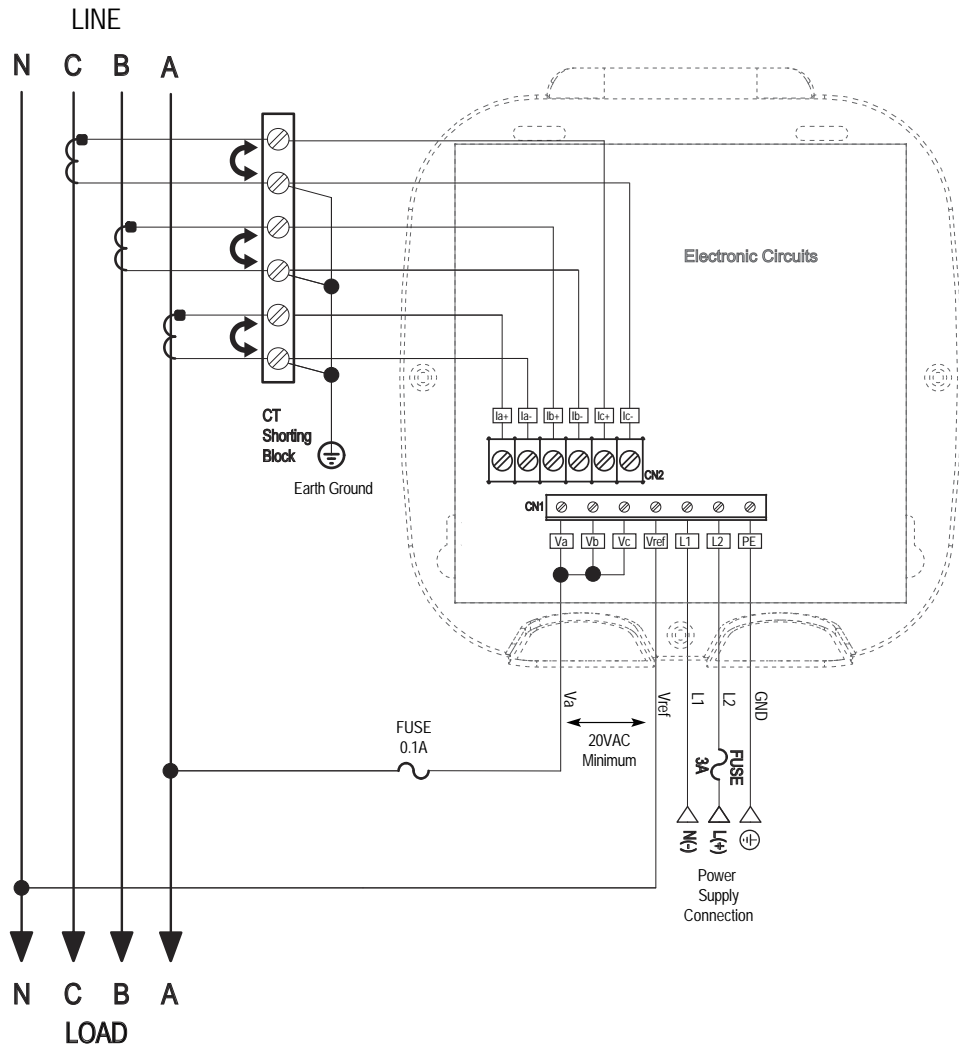 LINE
N C B A
Electronic Circuits
CT
Shorting
Block
Earth Ground
Ia+ Ia- Ib+ Ib- Ic+ Ic-
CN2
CN1
Va Vb Vc Vref L1 L2 PE
Va
Vref
L1
L2
GND
FUSE
0.1A
20VAC
Minimum
FUSE
3A
N(-)
L(+)
Power
Supply
Connection
N C B A
LOAD